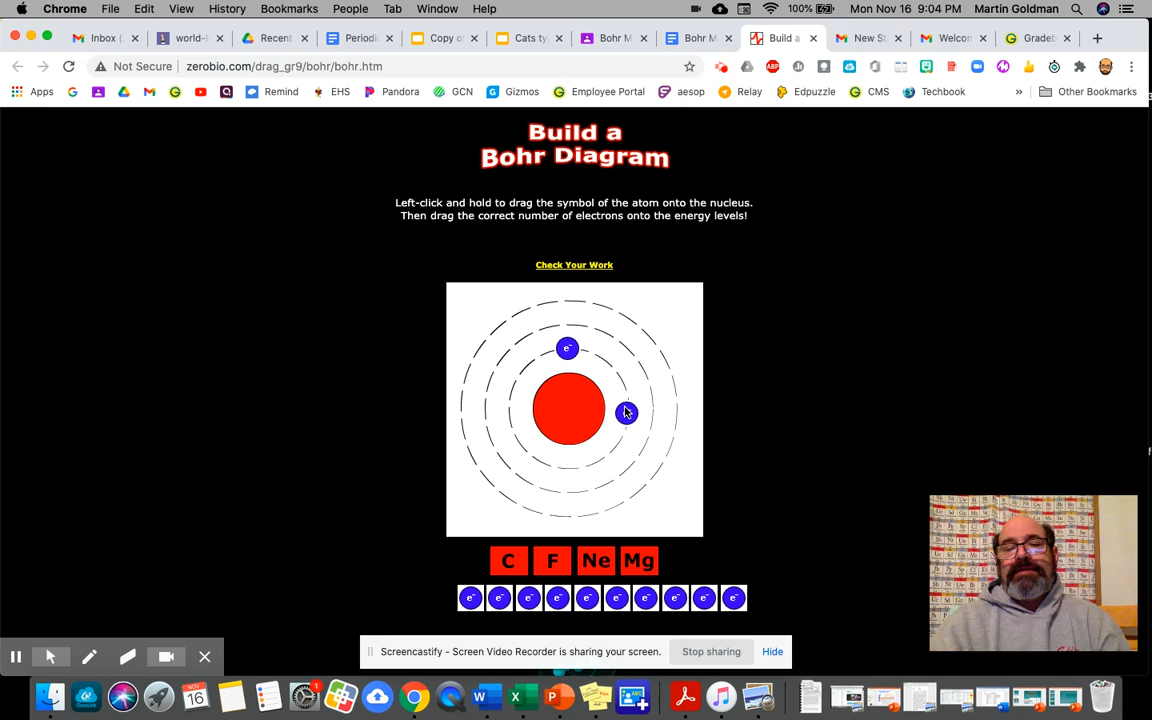 Chrome File Edit View History Bookmarks People Tab Window Help 100% Mon Nov 16 9:04 PM Martin Goldman
Inbox ( world- Recent Periodi Copy o Cats ty Bohr M Bohr M Build a New S Welcon Gradeb
Not Secure zerobio.com/drag_gr9/bohr/bohr.htm
Apps Remind EHS Pandora GCN Gizmos Employee Portal aesop Relay Edpuzzle CMS Techbook » Other Bookmarks
Build a
Bohr Diagram
Left-click and hold to drag the symbol of the atom onto the nucleus.
Then drag the correct number of electrons onto the energy levels!
Check Your Work
e⁻
C F Ne Mg
e⁻ e⁻ e⁻ e⁻ e⁻ e⁻ e⁻ e⁻ e⁻ e⁻
Screencastify - Screen Video Recorder is sharing your screen. Stop sharing Hide
NOV
16
1